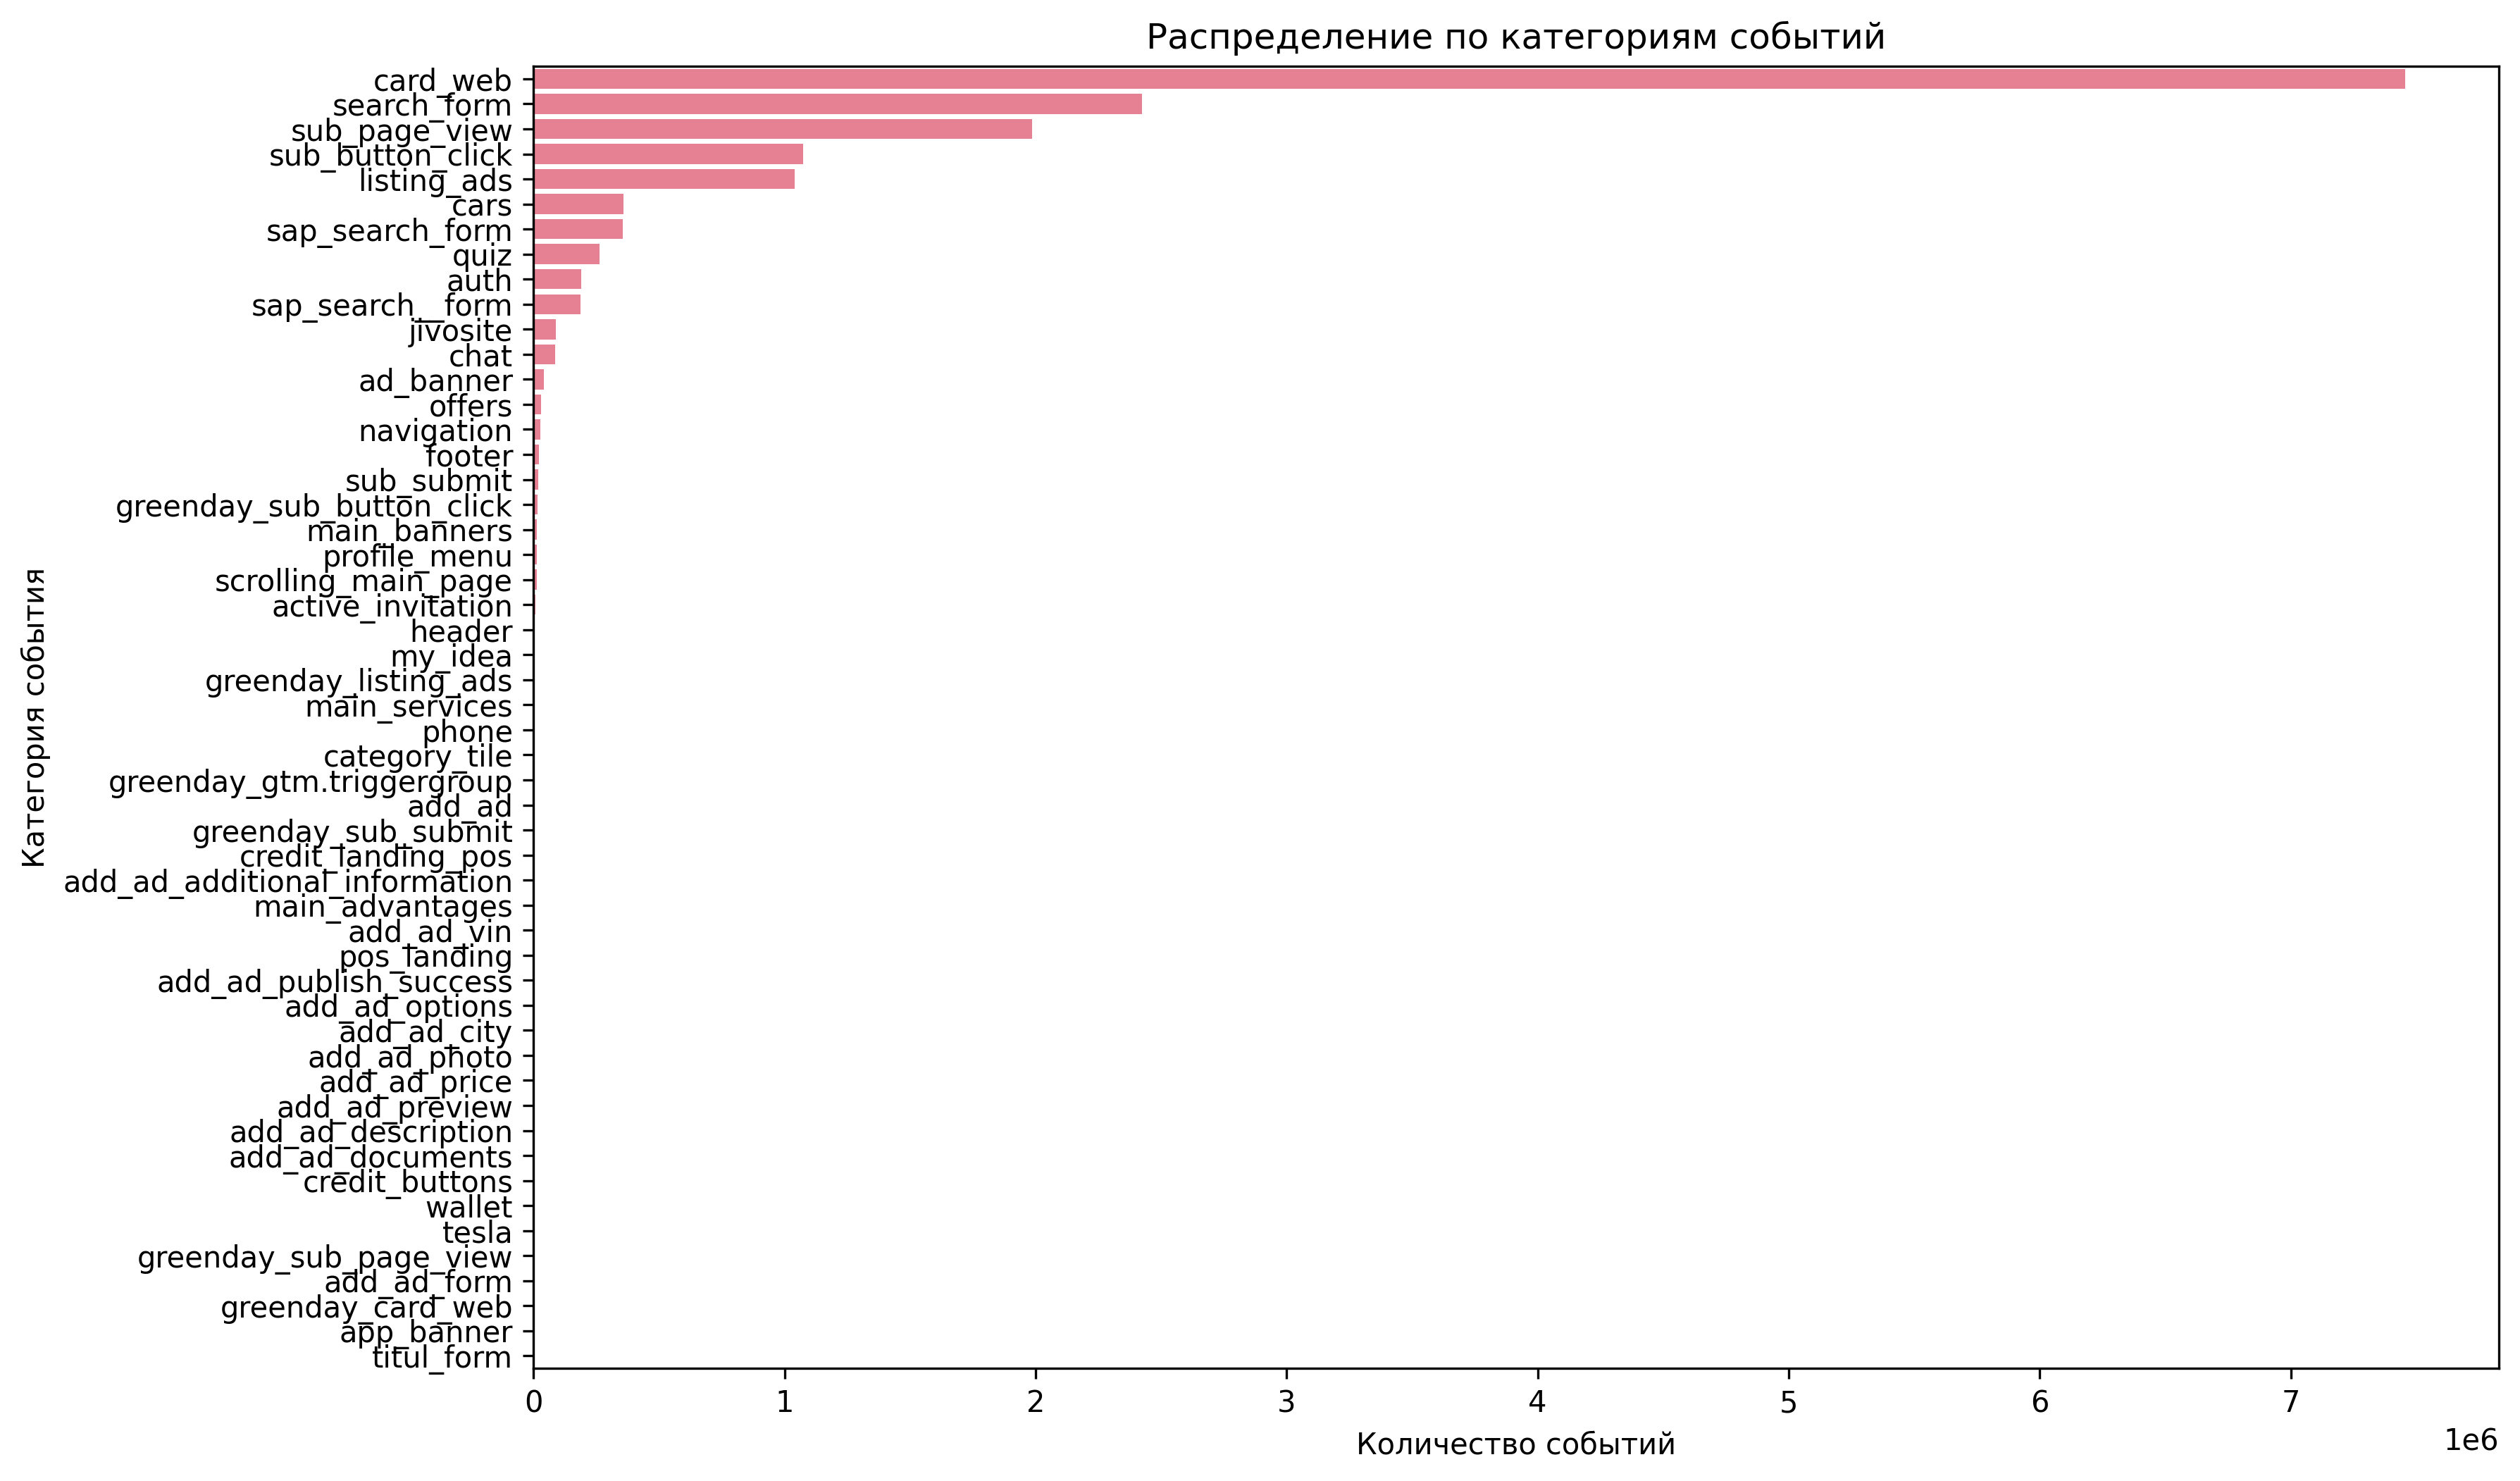 Распределение по категориям событий
Категория события
card_web
search_form
sub_page_view
sub_button_click
listing_ads
cars
sap_search_form
quiz
auth
sap_search__form
jivosite
chat
ad_banner
offers
navigation
footer
sub_submit
greenday_sub_button_click
main_banners
profile_menu
scrolling_main_page
active_invitation
header
my_idea
greenday_listing_ads
main_services
phone
category_tile
greenday_gtm.triggergroup
add_ad
greenday_sub_submit
credit_landing_pos
add_ad_additional_information
main_advantages
add_ad_vin
pos_landing
add_ad_publish_success
add_ad_options
add_ad_city
add_ad_photo
add_ad_price
add_ad_preview
add_ad_description
add_ad_documents
credit_buttons
wallet
tesla
greenday_sub_page_view
add_ad_form
greenday_card_web
app_banner
titul_form
0 1 2 3 4 5 6 7
1e6
Количество событий